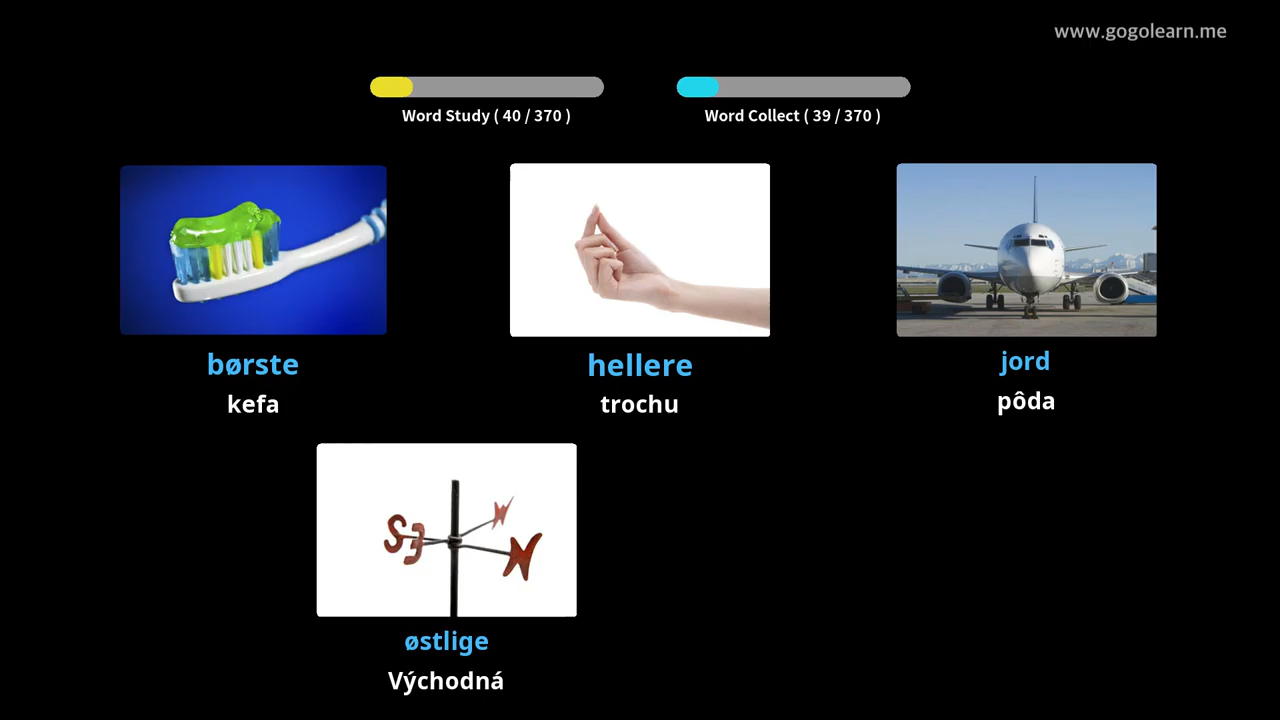 www.gogolearn.me
Word Study ( 40 / 370 )
Word Collect ( 39 / 370 )
børste
kefa
hellere
trochu
jord
pôda
S
E
N
østlige
Východná